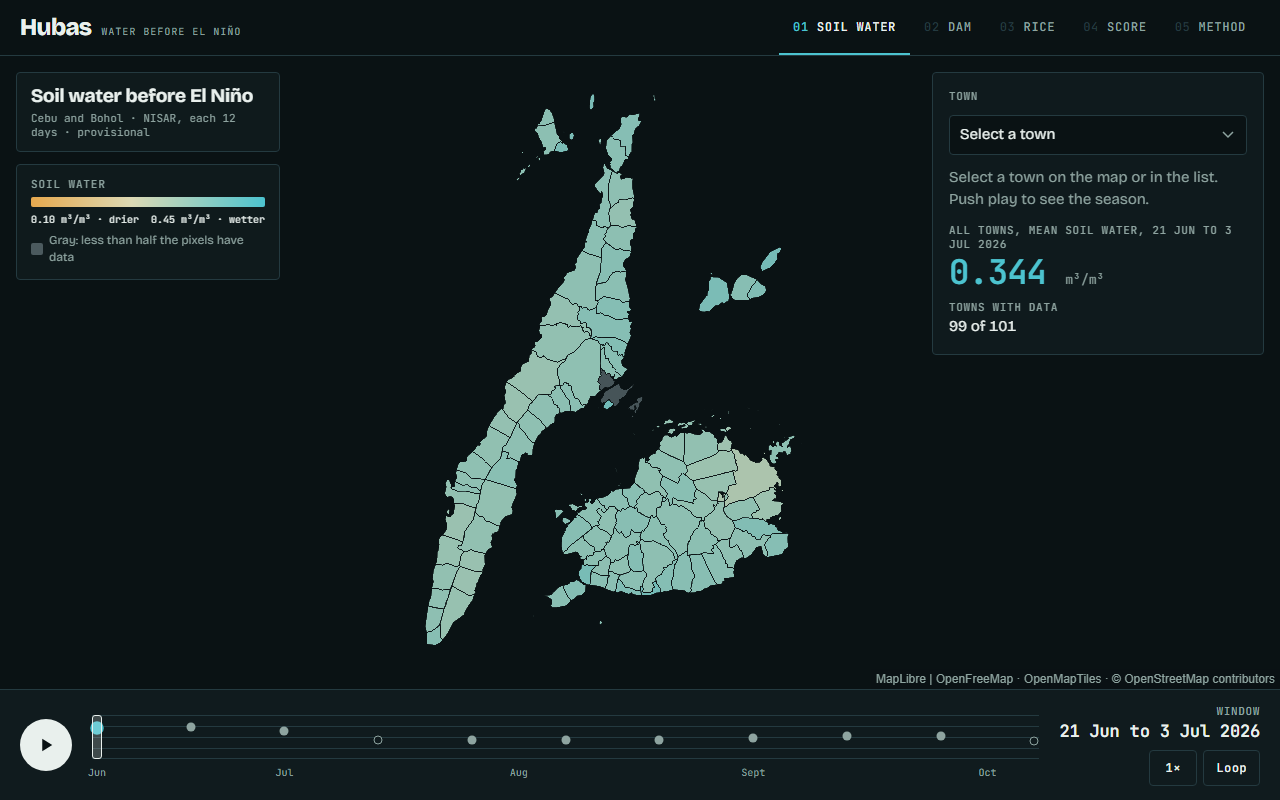 Hubas WATER BEFORE EL NIÑO
01 SOIL WATER 02 DAM 03 RICE 04 SCORE 05 METHOD
Soil water before El Niño
Cebu and Bohol · NISAR, each 12
days · provisional
SOIL WATER
0.10 m³/m³ · drier 0.45 m³/m³ · wetter
Gray: less than half the pixels have
data
TOWN
Select a town
Select a town on the map or in the list.
Push play to see the season.
ALL TOWNS, MEAN SOIL WATER, 21 JUN TO 3
JUL 2026
0.344 m³/m³
TOWNS WITH DATA
99 of 101
MapLibre | OpenFreeMap · OpenMapTiles · © OpenStreetMap contributors
Jun Jul Aug Sept Oct
WINDOW
21 Jun to 3 Jul 2026
1× Loop